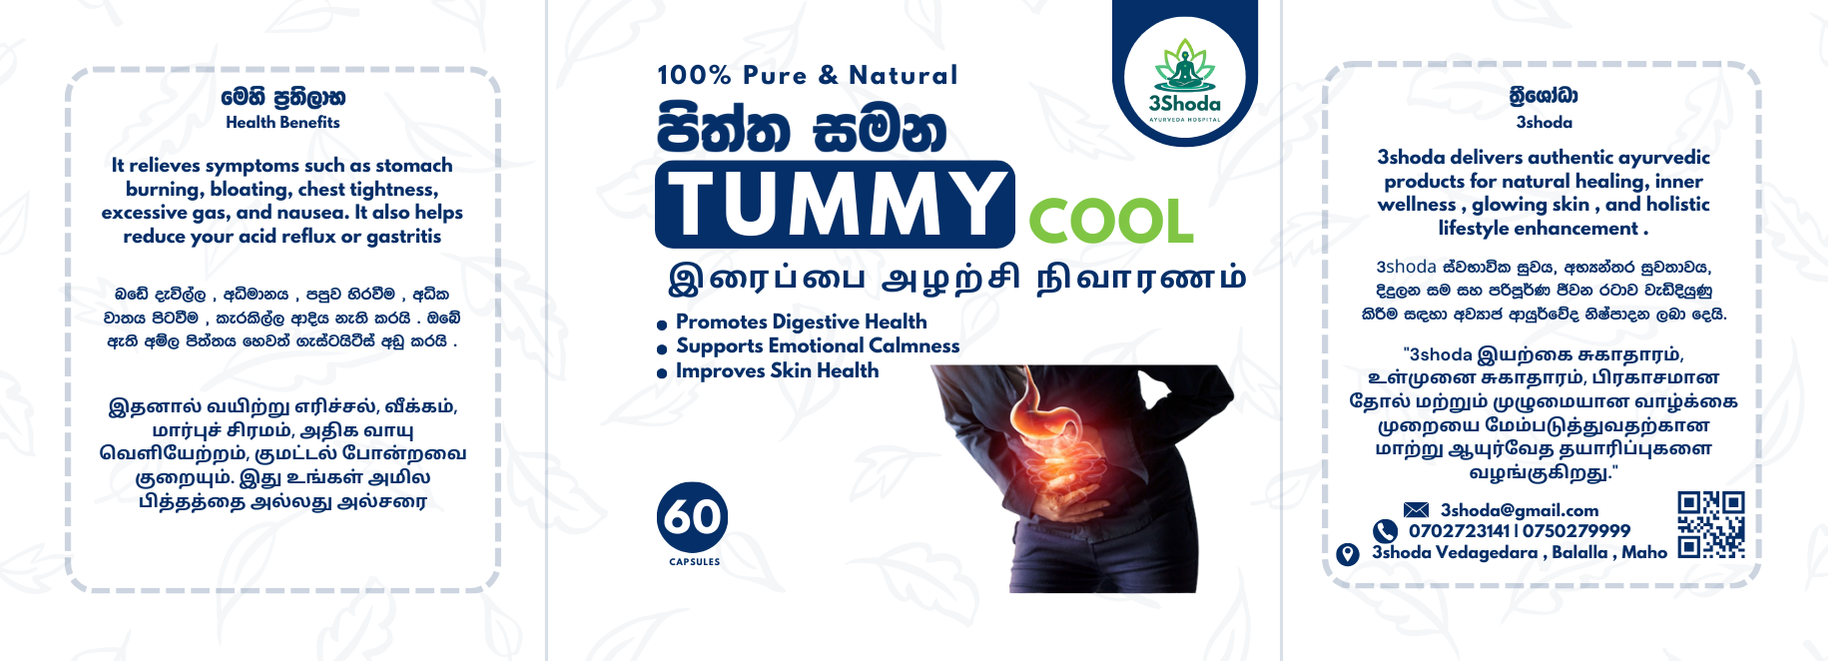 මෙහි ප්‍රතිලාභ
Health Benefits
It relieves symptoms such as stomach
burning, bloating, chest tightness,
excessive gas, and nausea. It also helps
reduce your acid reflux or gastritis
බඩේ දැවිල්ල , අධිමානය , පපුව හිරවීම , අධික
වාතය පිටවීම , කැරකිල්ල ආදිය නැති කරයි . ඔබේ
ඇති අම්ල පිත්තය හෙවත් ගැස්ටයිටීස් අඩු කරයි .
இதனால் வயிற்று எரிச்சல், வீக்கம்,
மார்புச் சிரமம், அதிக வாயு
வெளியேற்றம், குமட்டல் போன்றவை
குறையும். இது உங்கள் அமில
பித்தத்தை அல்லது அல்சரை
100% Pure & Natural
පිත්ත සමන
TUMMY COOL
இரைப்பை அழற்சி நிவாரணம்
• Promotes Digestive Health
• Supports Emotional Calmness
• Improves Skin Health
60
CAPSULES
3Shoda
AYURVEDA HOSPITAL
ත්‍රීශෝධා
3shoda
3shoda delivers authentic ayurvedic
products for natural healing, inner
wellness , glowing skin , and holistic
lifestyle enhancement .
3shoda ස්වභාවික සුවය, අභ්‍යන්තර සුවතාවය,
දිදුලන සම සහ පරිපූර්ණ ජීවන රටාව වැඩිදියුණු
කිරීම සඳහා අව්‍යාජ ආයුර්වේද නිෂ්පාදන ලබා දෙයි.
"3shoda இயற்கை சுகாதாரம்,
உள்முனை சுகாதாரம், பிரகாசமான
தோல் மற்றும் முழுமையான வாழ்க்கை
முறையை மேம்படுத்துவதற்கான
மாற்று ஆயுர்வேத தயாரிப்புகளை
வழங்குகிறது."
3shoda@gmail.com
0702723141 | 0750279999
3shoda Vedagedara , Balalla , Maho